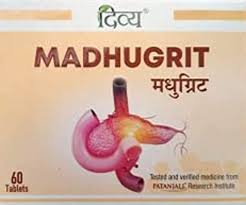 दिव्य®
MADHUGRIT
मधुग्रिट
60
Tablets
Tested and verified medicine from
PATANJALI Research Institute